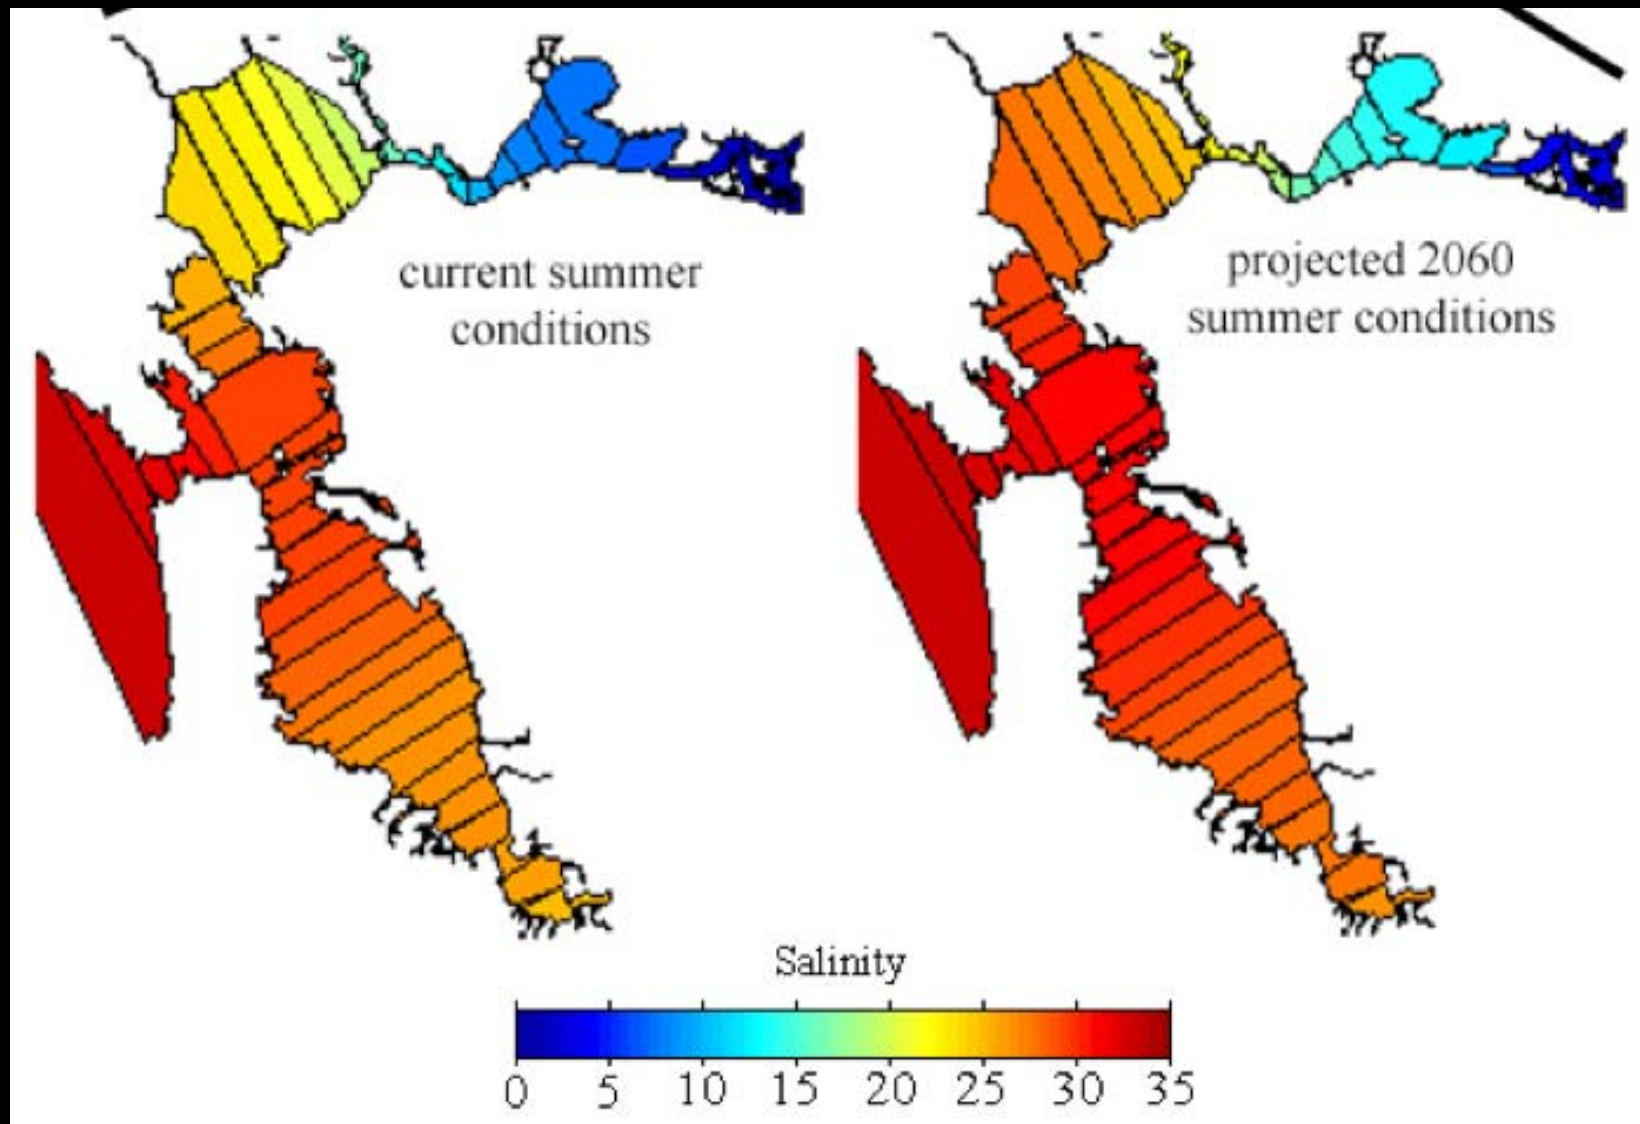 current summer
conditions
projected 2060
summer conditions
Salinity
0 5 10 15 20 25 30 35